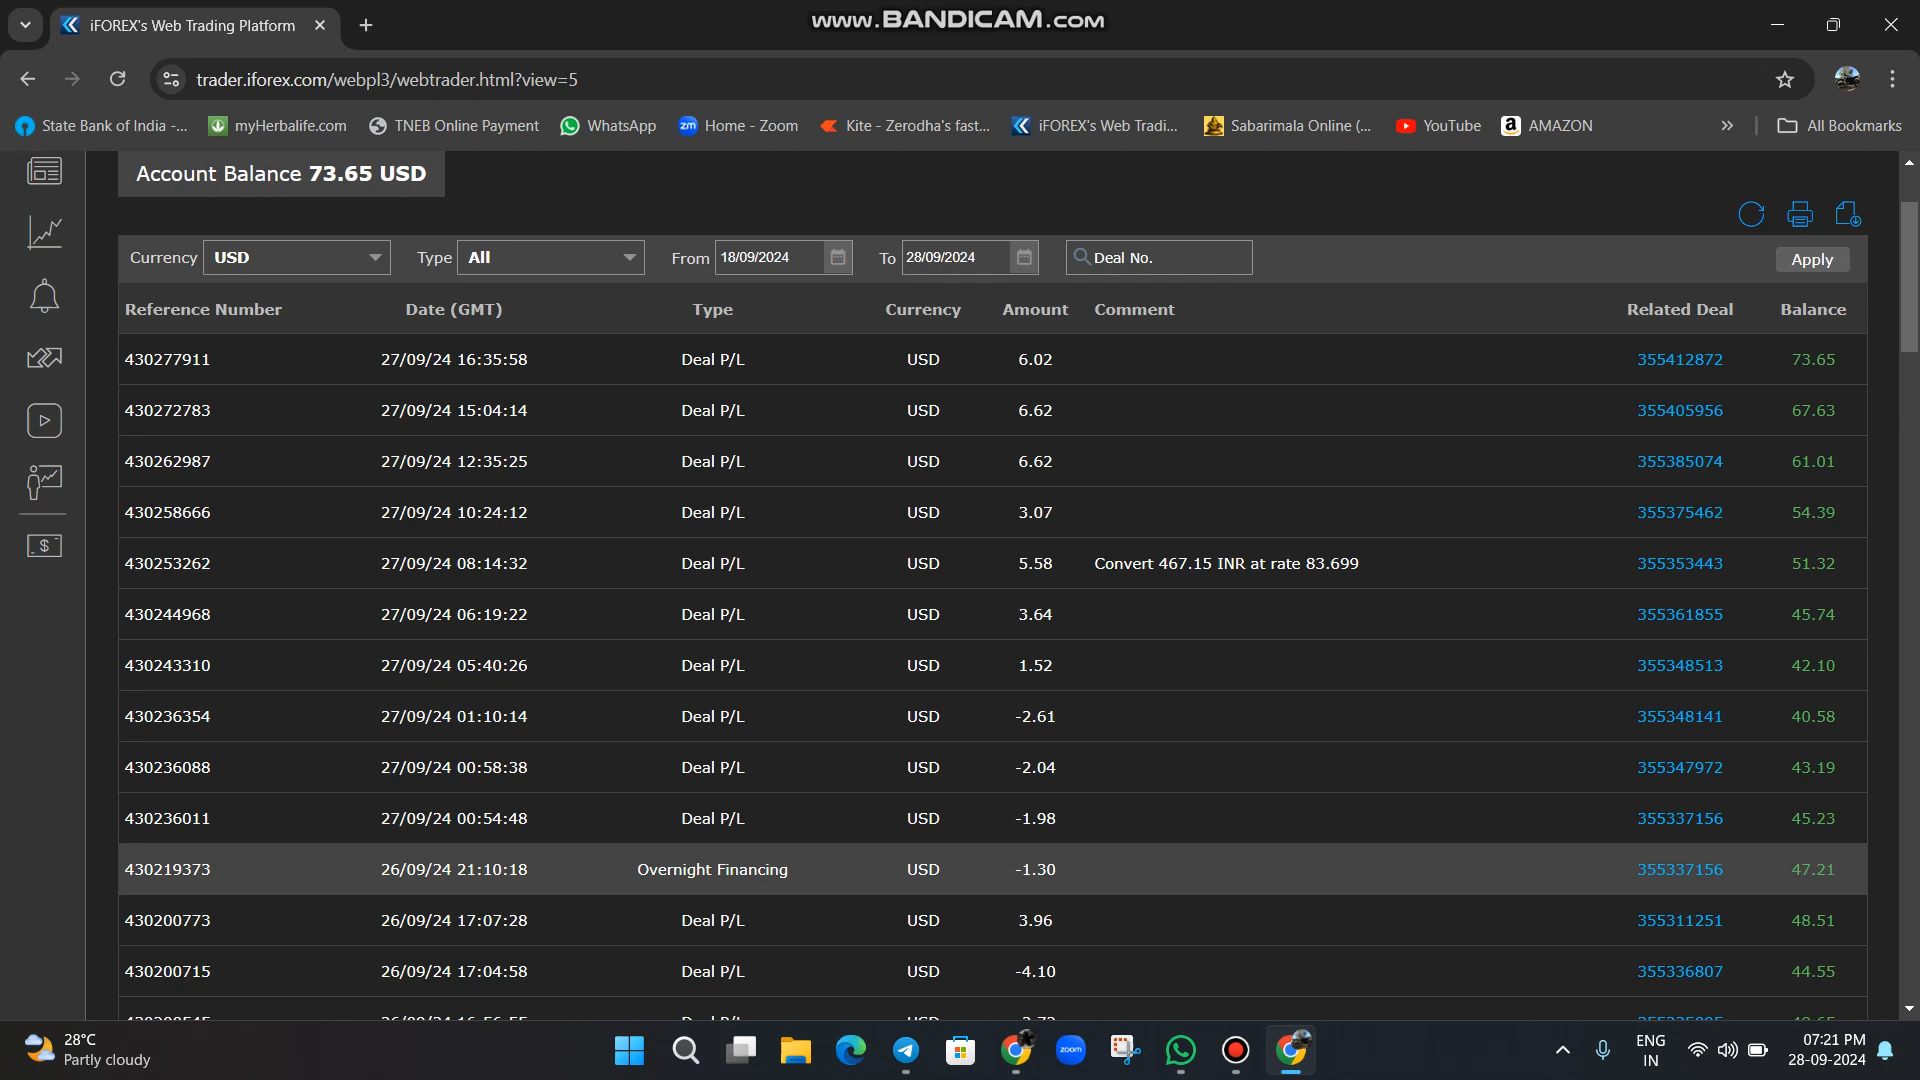 iFOREX's Web Trading Platform
www.BANDICAM.com
trader.iforex.com/webpl3/webtrader.html?view=5
State Bank of India -... myHerbalife.com TNEB Online Payment WhatsApp Home - Zoom Kite - Zerodha's fast... iFOREX's Web Tradi... Sabarimala Online (... YouTube AMAZON All Bookmarks
Account Balance 73.65 USD
Currency USD Type All From 18/09/2024 To 28/09/2024 Deal No. Apply
Reference Number Date (GMT) Type Currency Amount Comment Related Deal Balance
430277911 27/09/24 16:35:58 Deal P/L USD 6.02 355412872 73.65
430272783 27/09/24 15:04:14 Deal P/L USD 6.62 355405956 67.63
430262987 27/09/24 12:35:25 Deal P/L USD 6.62 355385074 61.01
430258666 27/09/24 10:24:12 Deal P/L USD 3.07 355375462 54.39
430253262 27/09/24 08:14:32 Deal P/L USD 5.58 Convert 467.15 INR at rate 83.699 355353443 51.32
430244968 27/09/24 06:19:22 Deal P/L USD 3.64 355361855 45.74
430243310 27/09/24 05:40:26 Deal P/L USD 1.52 355348513 42.10
430236354 27/09/24 01:10:14 Deal P/L USD -2.61 355348141 40.58
430236088 27/09/24 00:58:38 Deal P/L USD -2.04 355347972 43.19
430236011 27/09/24 00:54:48 Deal P/L USD -1.98 355337156 45.23
430219373 26/09/24 21:10:18 Overnight Financing USD -1.30 355337156 47.21
430200773 26/09/24 17:07:28 Deal P/L USD 3.96 355311251 48.51
430200715 26/09/24 17:04:58 Deal P/L USD -4.10 355336807 44.55
28°C
Partly cloudy
zoom
ENG
IN
07:21 PM
28-09-2024